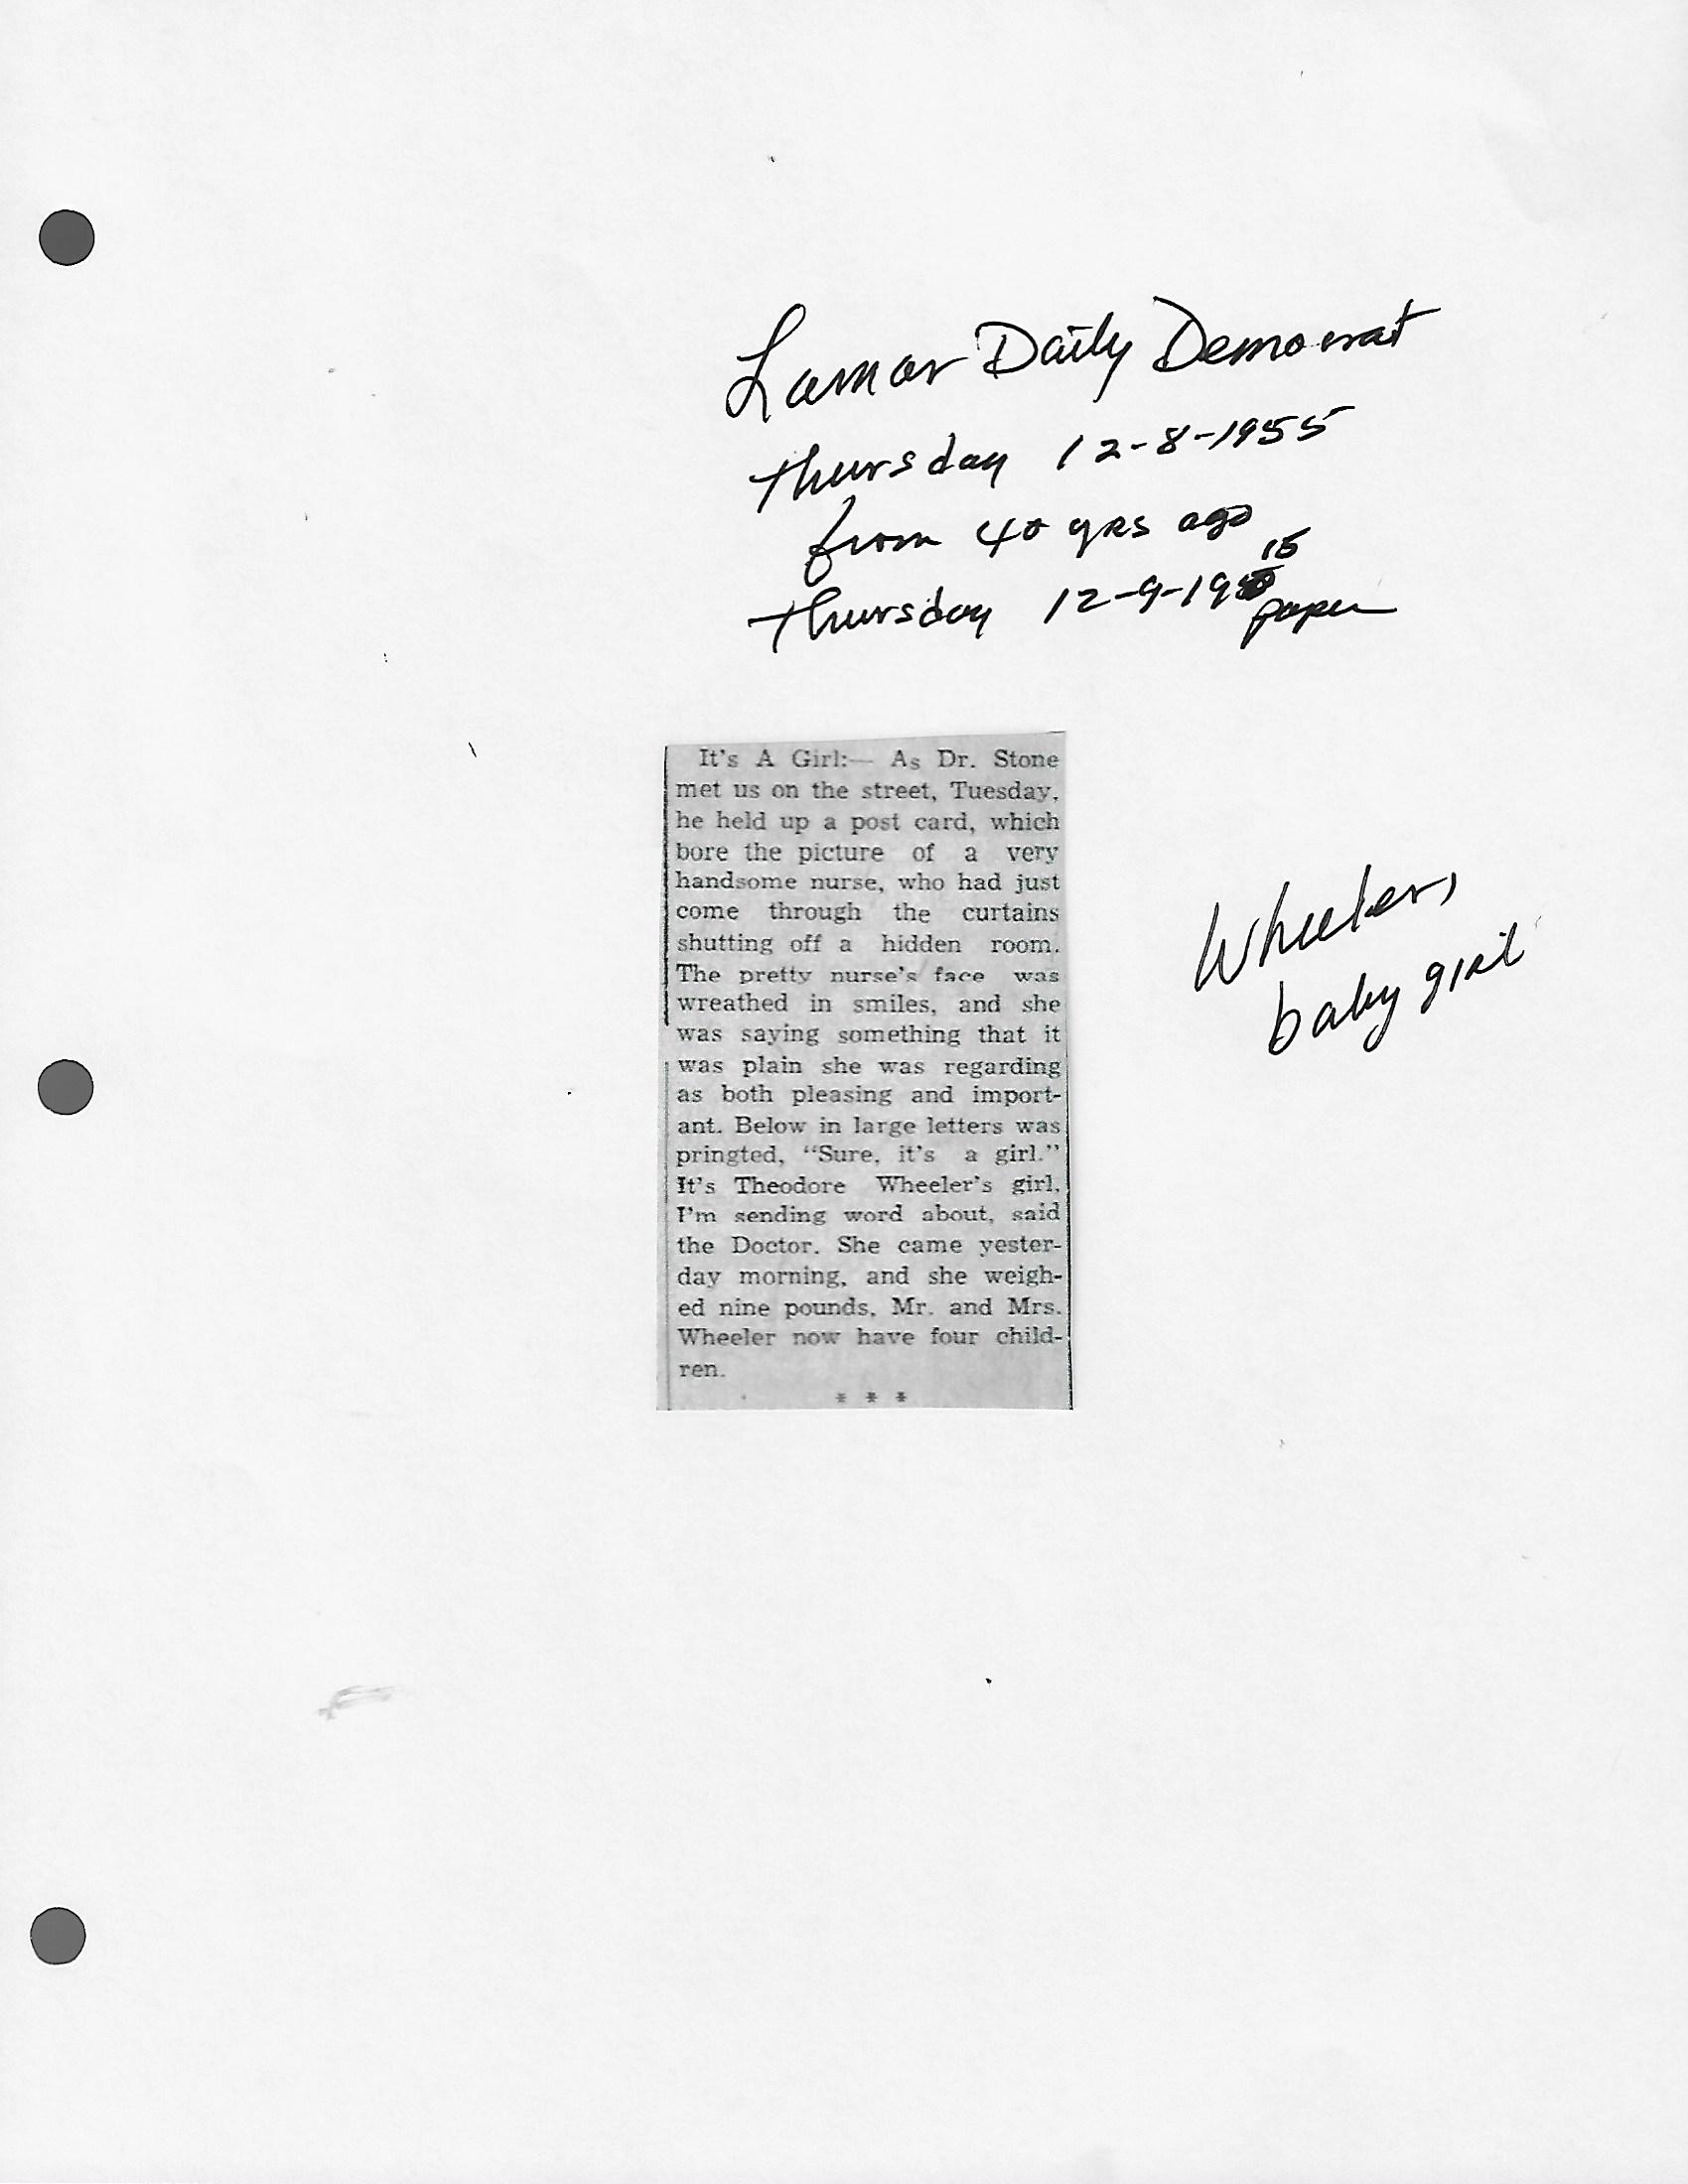 Lamar Daily Democrat
Thursday 12-8-1955
from 40 yrs ago
15
Thursday 12-9-19
paper
It's A Girl:— As Dr. Stone
met us on the street, Tuesday,
he held up a post card, which
bore the picture of a very
handsome nurse, who had just
come through the curtains
shutting off a hidden room.
The pretty nurse's face was
wreathed in smiles, and she
was saying something that it
was plain she was regarding
as both pleasing and import-
ant. Below in large letters was
pringted, "Sure, it's a girl."
It's Theodore Wheeler's girl,
I'm sending word about, said
the Doctor. She came yester-
day morning, and she weigh-
ed nine pounds, Mr. and Mrs.
Wheeler now have four child-
ren.
* * *
Wheeler,
baby girl